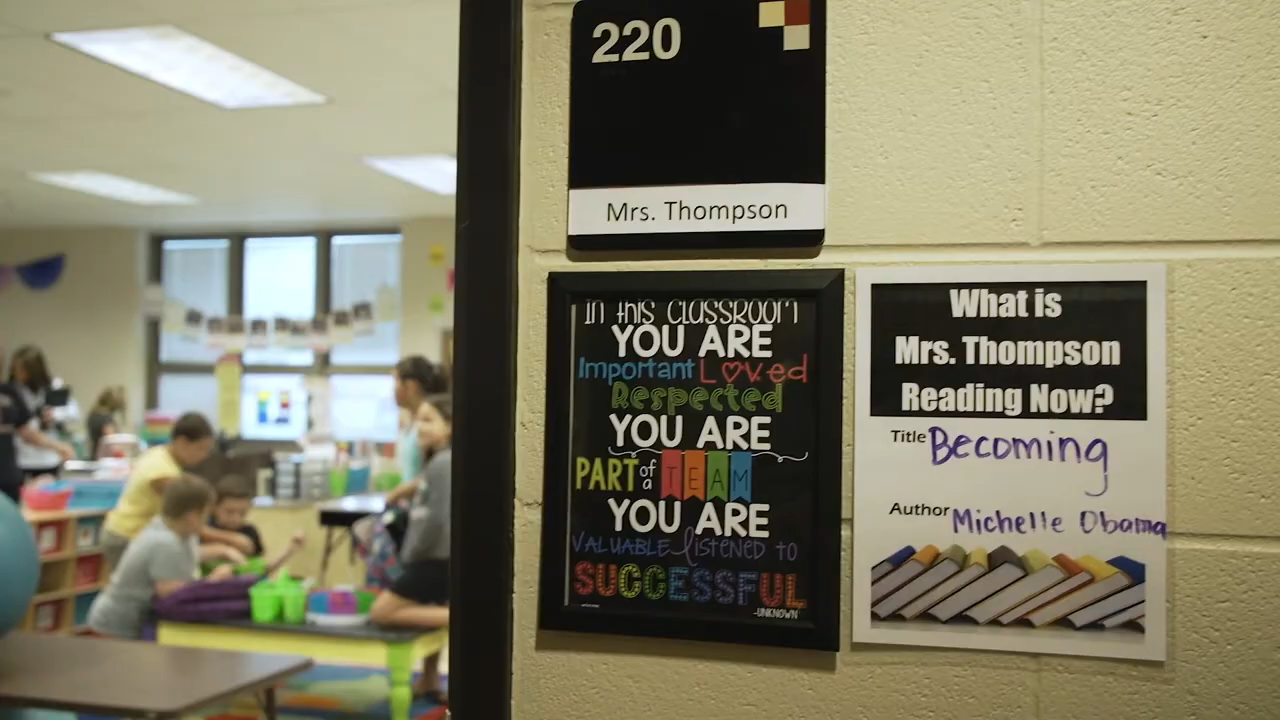 220
Mrs. Thompson
In this classroom
YOU ARE
Important Loved
Respected
YOU ARE
PART of a TEAM
YOU ARE
VALUABLE listened to
SUCCESSFUL
-UNKNOWN
What is
Mrs. Thompson
Reading Now?
Title Becoming
Author Michelle Obama